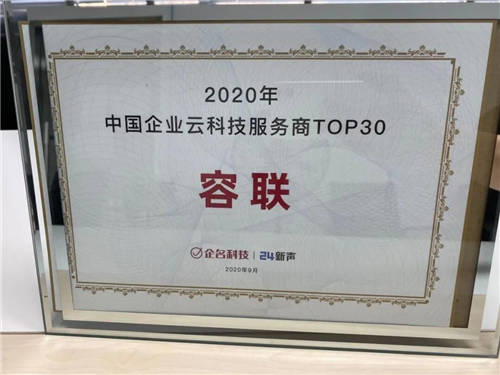 2020年
中国企业云科技服务商TOP30
容联
企名科技 | 24新声
2020年9月